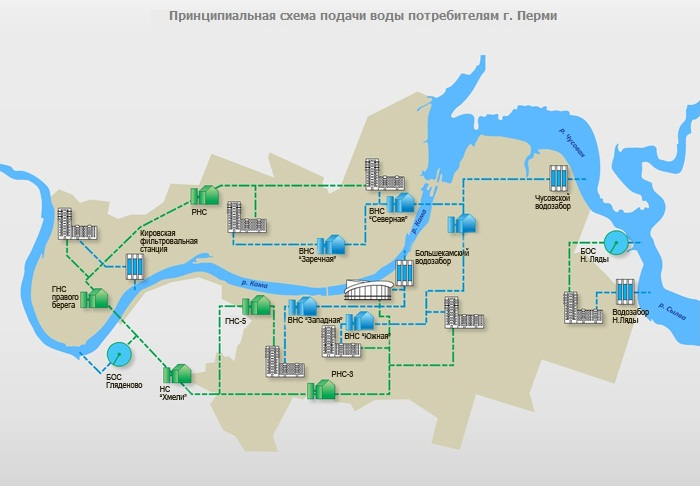 Принципиальная схема подачи воды потребителям г. Перми
р. Чусовая
Чусовской
водозабор
РНС
ВНС
"Северная"
р. Кама
Кировская
фильтровальная
станция
ВНС
"Заречная"
Большекамский
водозабор
БОС
Н. Ляды
ГНС
правого
берега
р. Кама
ГНС-5
ВНС "Западная"
ВНС "Южная"
Водозабор
Н.Ляды
р. Сылва
БОС
Гляденово
НС
"Хмели"
РНС-3